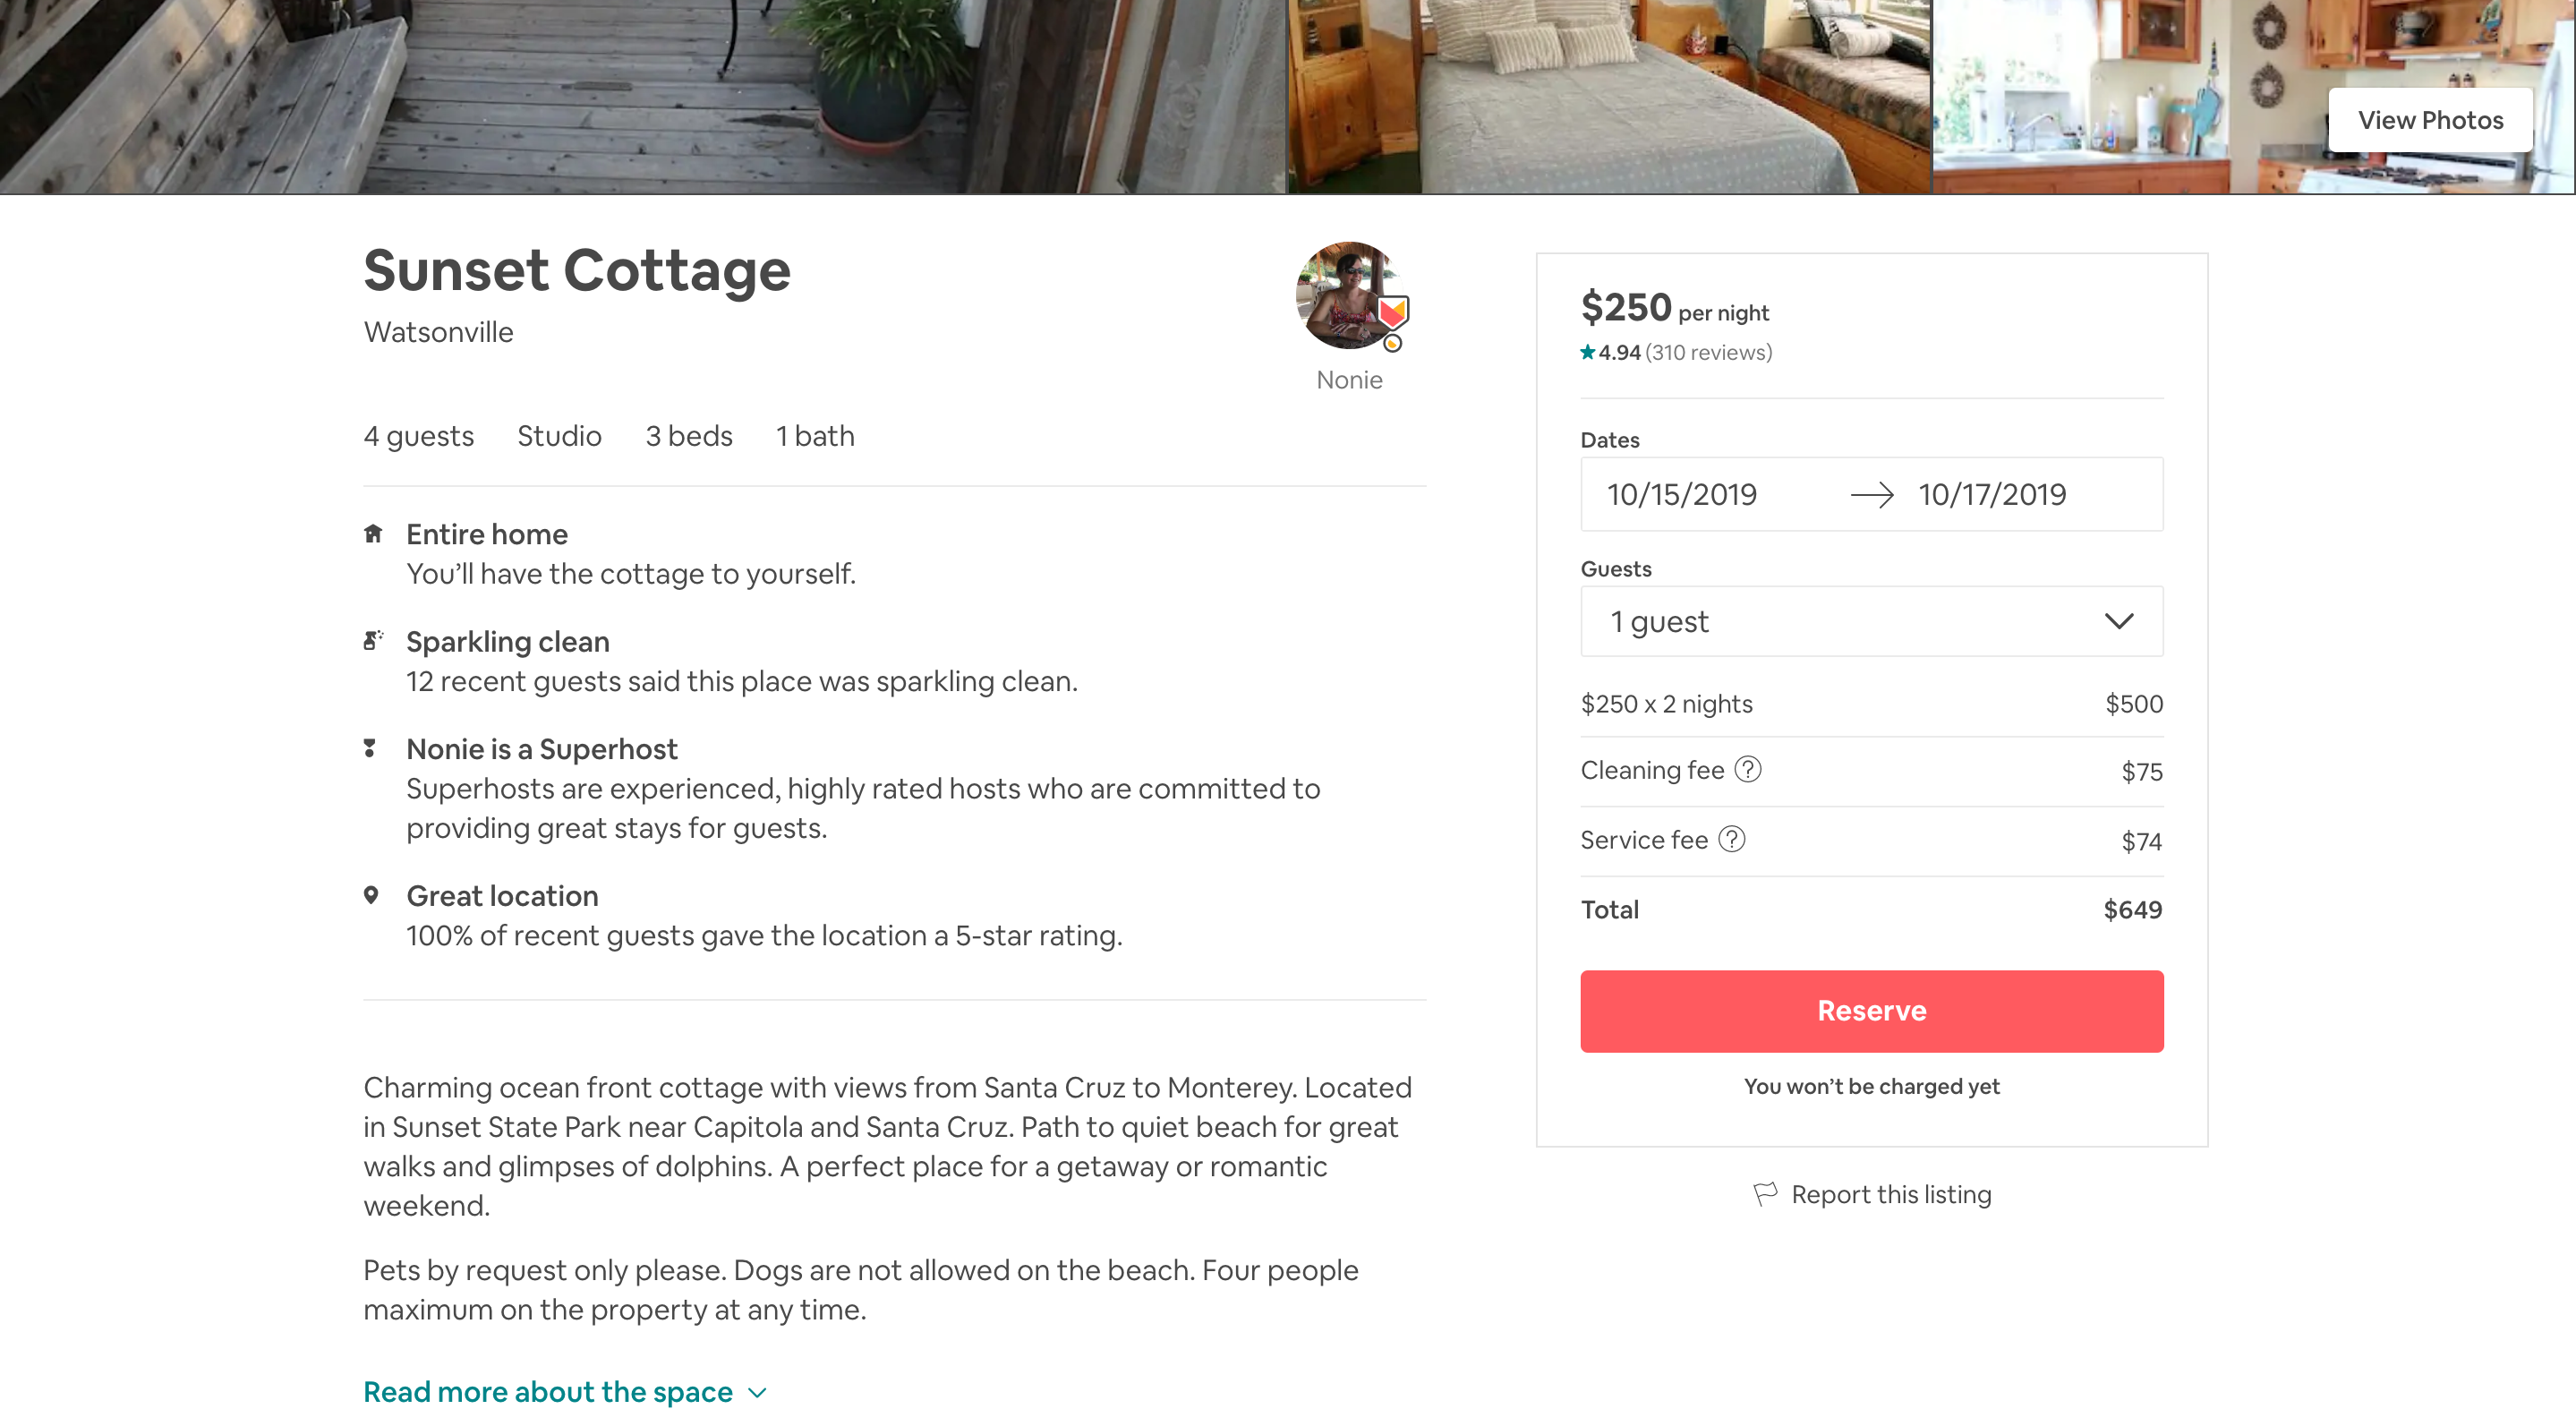 View Photos
Sunset Cottage
Watsonville
Nonie
4 guests
Studio
3 beds
1 bath
Entire home
You’ll have the cottage to yourself.
Sparkling clean
12 recent guests said this place was sparkling clean.
Nonie is a Superhost
Superhosts are experienced, highly rated hosts who are committed to
providing great stays for guests.
Great location
100% of recent guests gave the location a 5-star rating.
Charming ocean front cottage with views from Santa Cruz to Monterey. Located
in Sunset State Park near Capitola and Santa Cruz. Path to quiet beach for great
walks and glimpses of dolphins. A perfect place for a getaway or romantic
weekend.
Pets by request only please. Dogs are not allowed on the beach. Four people
maximum on the property at any time.
Read more about the space
$250 per night
4.94 (310 reviews)
Dates
10/15/2019 → 10/17/2019
Guests
1 guest
$250 x 2 nights $500
Cleaning fee ? $75
Service fee ? $74
Total $649
Reserve
You won’t be charged yet
Report this listing